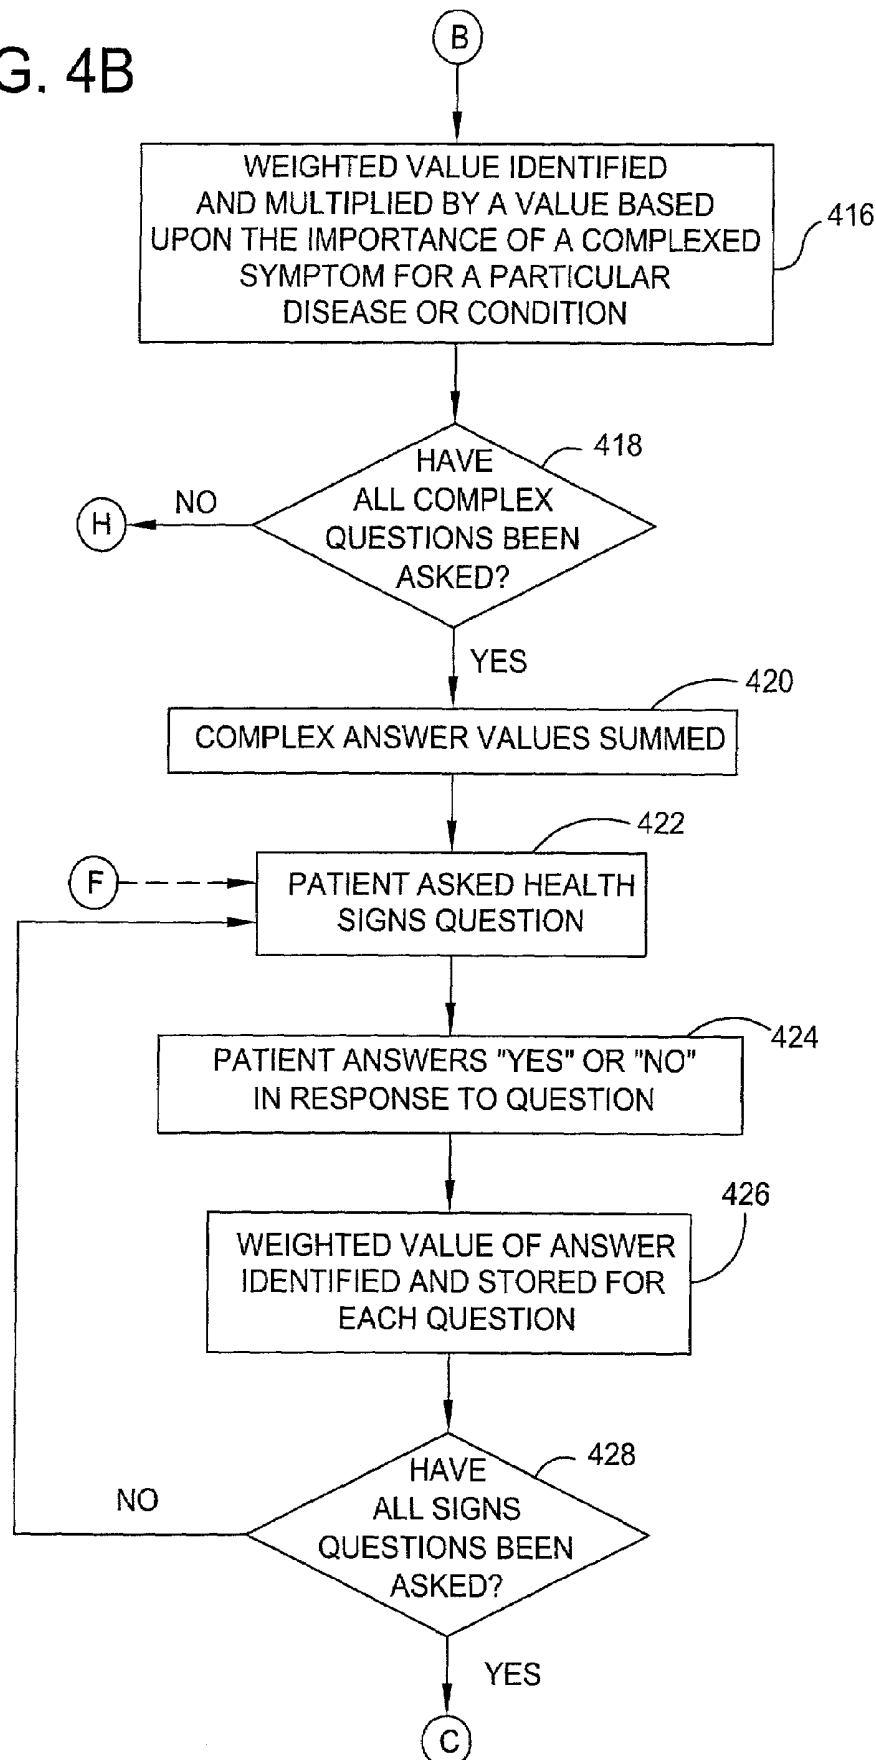 G. 4B
B
WEIGHTED VALUE IDENTIFIED
AND MULTIPLIED BY A VALUE BASED
UPON THE IMPORTANCE OF A COMPLEXED
SYMPTOM FOR A PARTICULAR
DISEASE OR CONDITION
416
HAVE
ALL COMPLEX
QUESTIONS BEEN
ASKED?
418
NO
H
YES
420
COMPLEX ANSWER VALUES SUMMED
422
F
PATIENT ASKED HEALTH
SIGNS QUESTION
424
PATIENT ANSWERS "YES" OR "NO"
IN RESPONSE TO QUESTION
426
WEIGHTED VALUE OF ANSWER
IDENTIFIED AND STORED FOR
EACH QUESTION
428
HAVE
ALL SIGNS
QUESTIONS BEEN
ASKED?
NO
YES
C